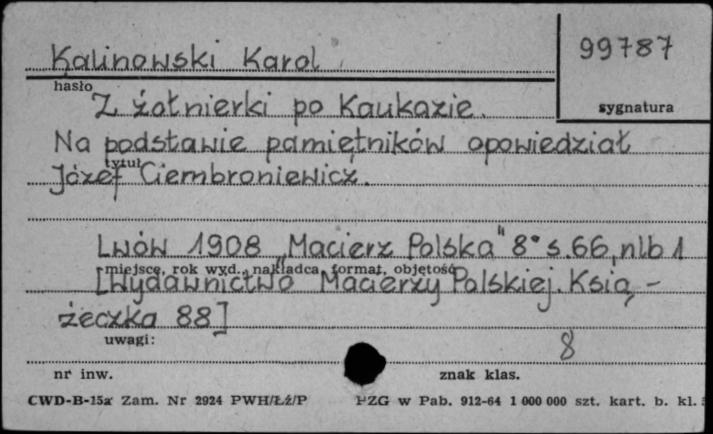 Kalinowski Karol
99787
hasło
sygnatura
Z żołnierki po Kaukazie.
Na podstawie pamiętników opowiedział
tytuł
Józef Ciembroniewicz.
Lwów 1908 „Macierz Polska" 8° s.66, nlb 1
miejsce, rok wyd., nakładca, format, objętość
[Wydawnictwo Macierzy Polskiej. Ksią -
żeczka 88]
uwagi:
8
nr inw.
znak klas.
CWD-B-15a Zam. Nr 2924 PWH/Łź/P
PZG w Pab. 912-64 1 000 000 szt. kart. b. kl.